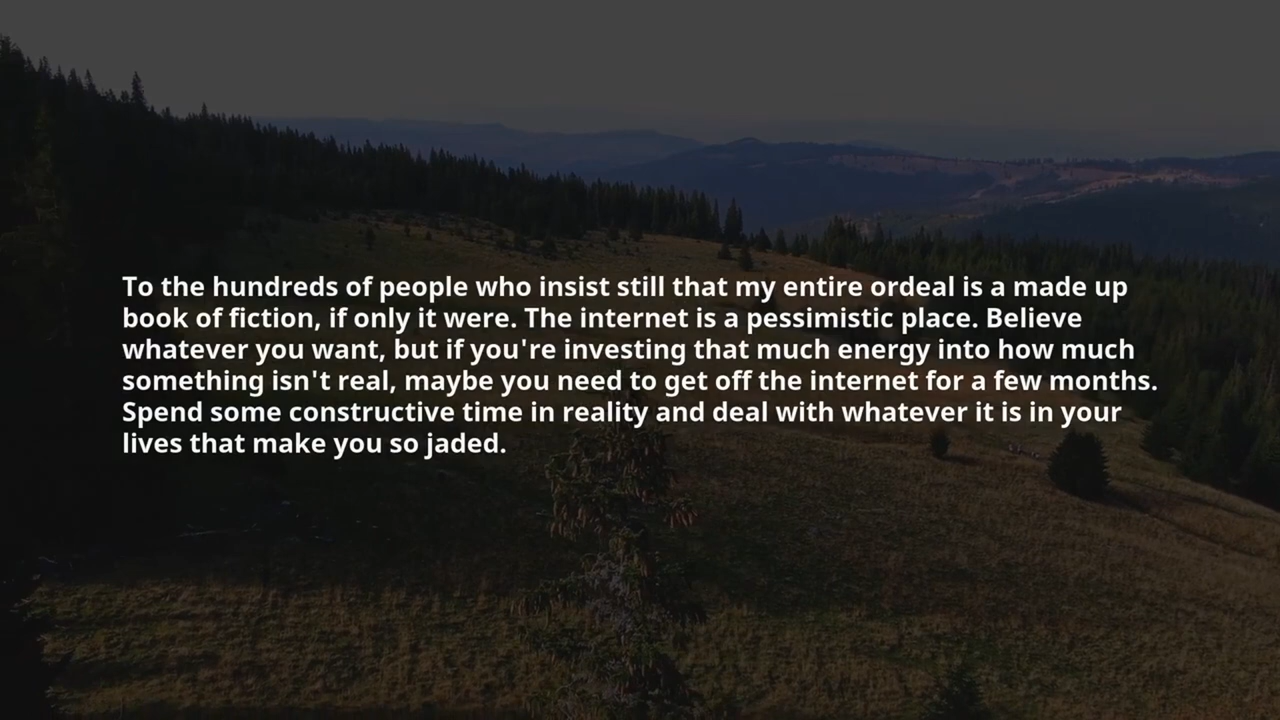 To the hundreds of people who insist still that my entire ordeal is a made up
book of fiction, if only it were. The internet is a pessimistic place. Believe
whatever you want, but if you're investing that much energy into how much
something isn't real, maybe you need to get off the internet for a few months.
Spend some constructive time in reality and deal with whatever it is in your
lives that make you so jaded.